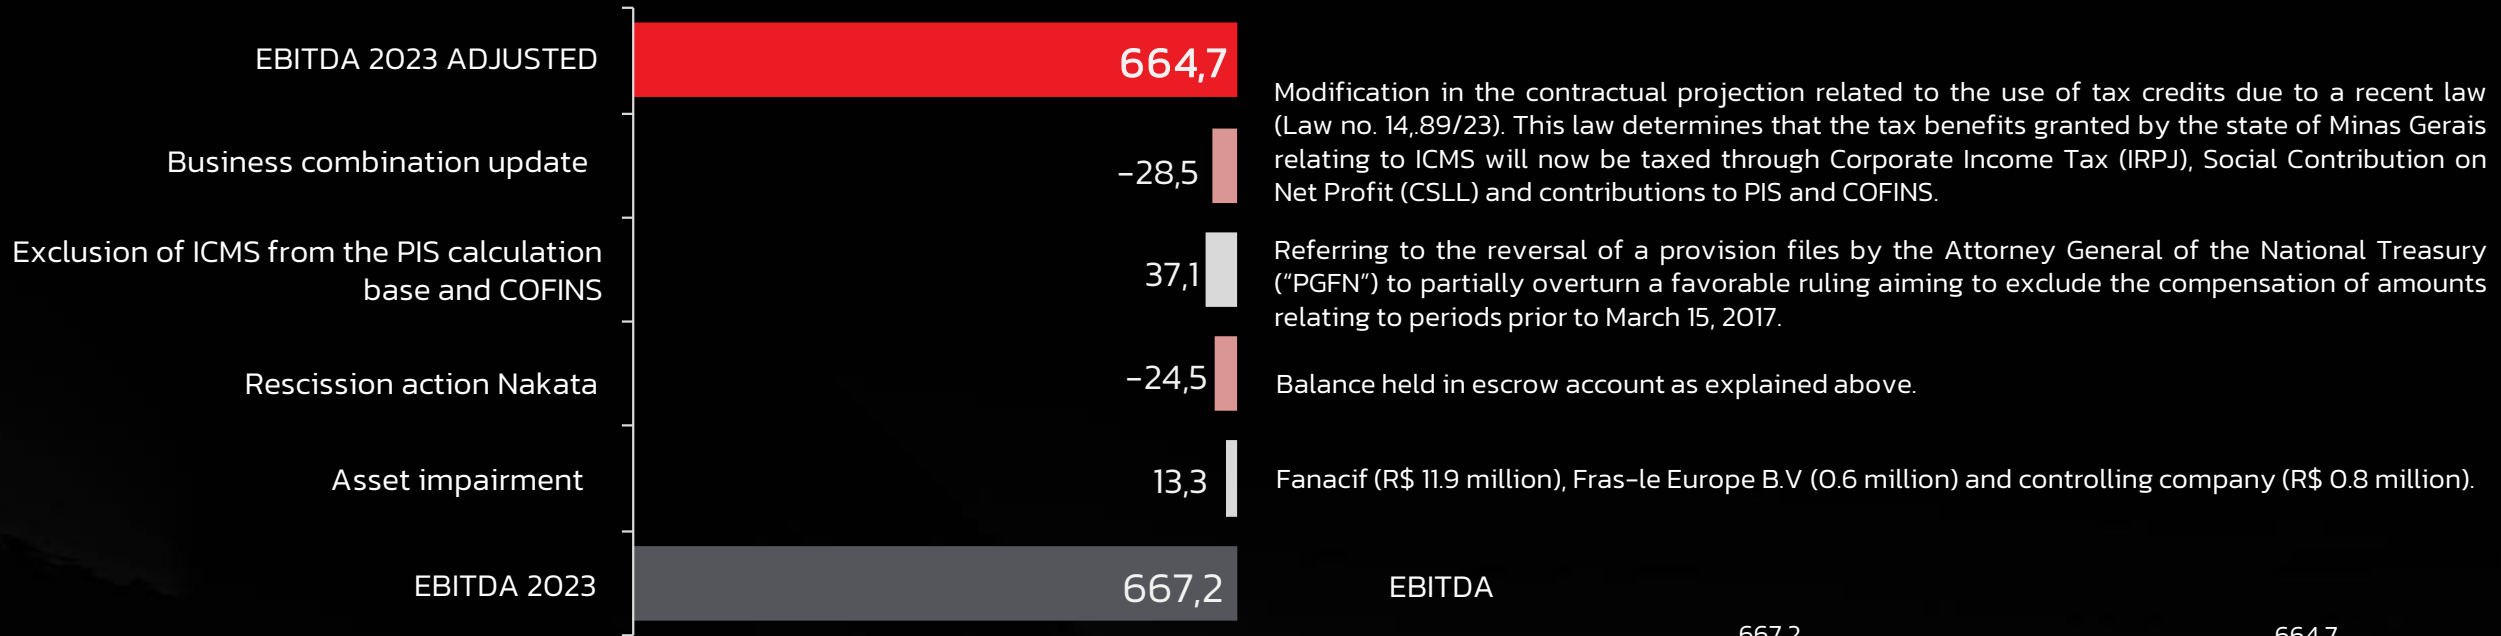 EBITDA 2023 ADJUSTED
664,7
Business combination update
-28,5
Modification in the contractual projection related to the use of tax credits due to a recent law
(Law no. 14,.89/23). This law determines that the tax benefits granted by the state of Minas Gerais
relating to ICMS will now be taxed through Corporate Income Tax (IRPJ), Social Contribution on
Net Profit (CSLL) and contributions to PIS and COFINS.
Exclusion of ICMS from the PIS calculation
base and COFINS
37,1
Referring to the reversal of a provision files by the Attorney General of the National Treasury
(“PGFN”) to partially overturn a favorable ruling aiming to exclude the compensation of amounts
relating to periods prior to March 15, 2017.
Rescission action Nakata
-24,5
Balance held in escrow account as explained above.
Asset impairment
13,3
Fanacif (R$ 11.9 million), Fras-le Europe B.V (0.6 million) and controlling company (R$ 0.8 million).
EBITDA 2023
667,2
EBITDA
667,2
664,7